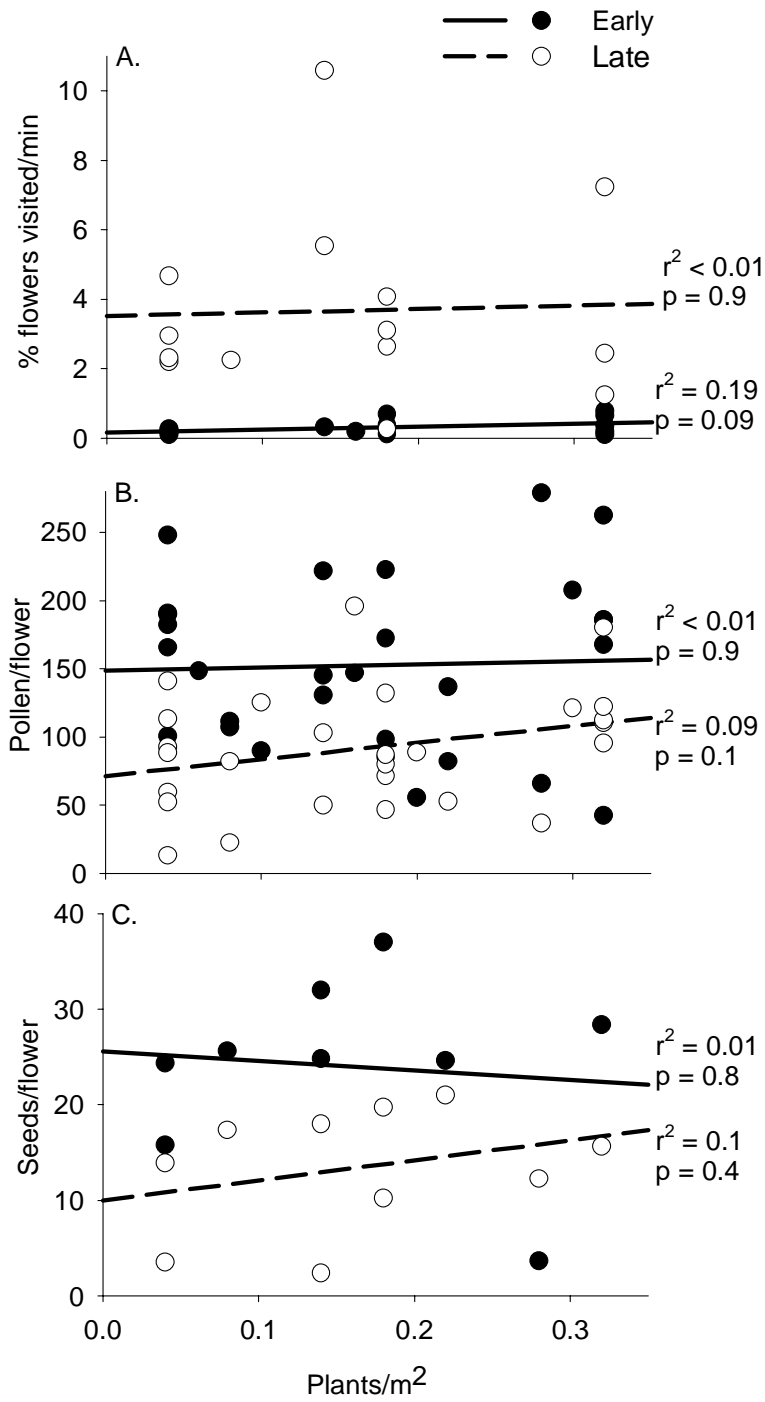 Early
Late
A.
10
8
6
4
2
0
% flowers visited/min
r² < 0.01
p = 0.9
r² = 0.19
p = 0.09
B.
250
200
150
100
50
0
Pollen/flower
r² < 0.01
p = 0.9
r² = 0.09
p = 0.1
C.
40
30
20
10
0
Seeds/flower
r² = 0.01
p = 0.8
r² = 0.1
p = 0.4
0.0 0.1 0.2 0.3
Plants/m²